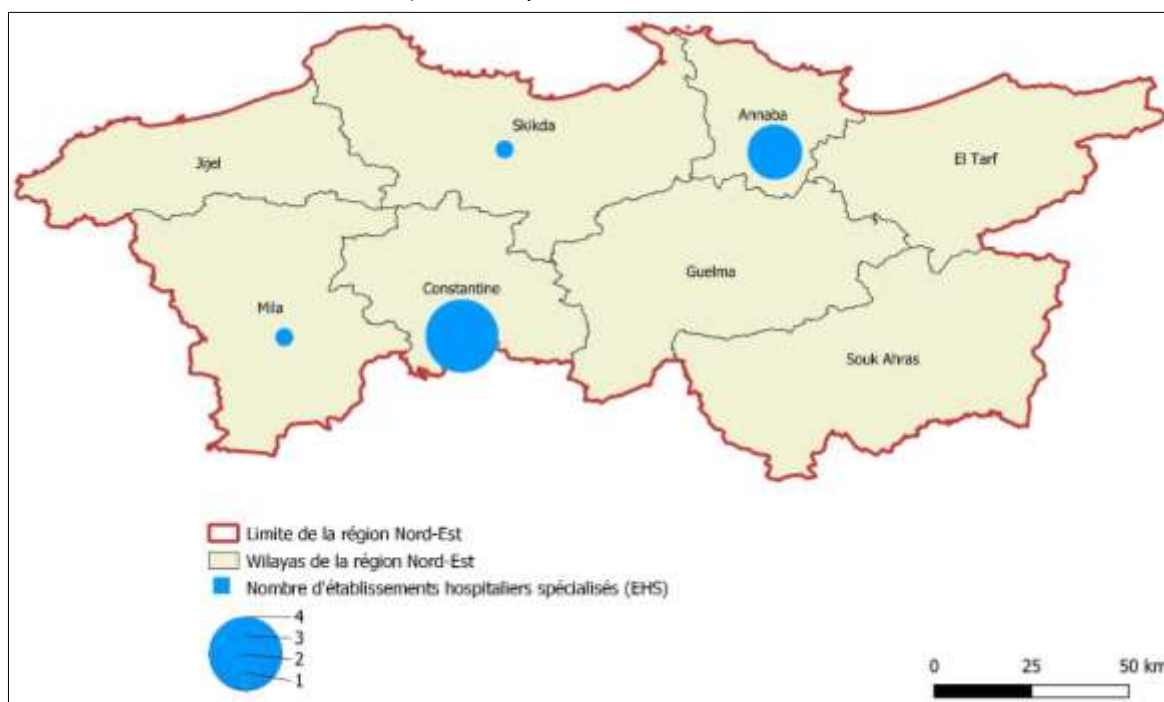 Skikda
Annaba
Jijel
El Tarf
Guelma
Constantine
Mila
Souk Ahras
Limite de la région Nord-Est
Wilayas de la région Nord-Est
Nombre d'établissements hospitaliers spécialisés (EHS)
4
3
2
1
0 25 50 km